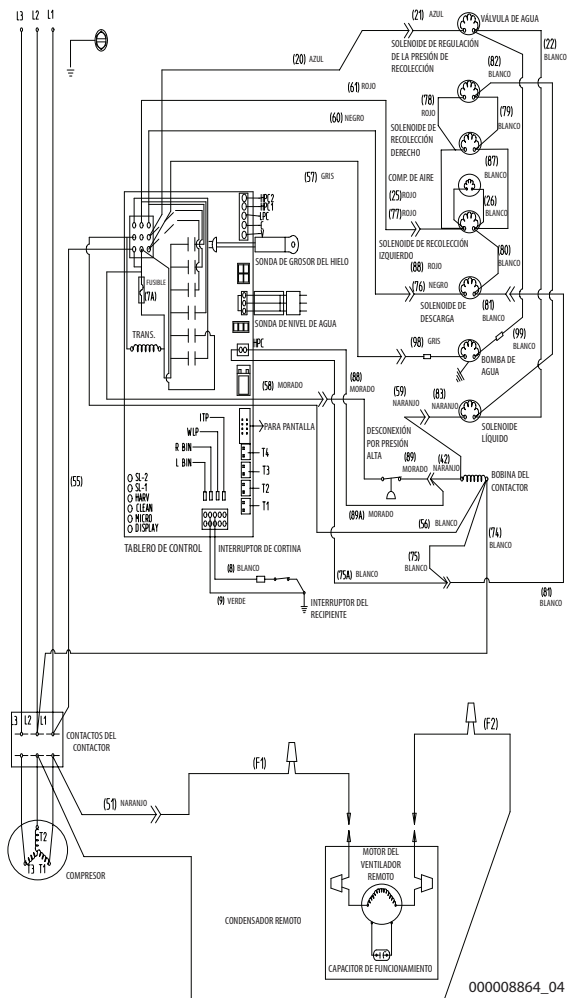 L3 L2 L1
(21) AZUL
VÁLVULA DE AGUA
SOLENOIDE DE REGULACIÓN
DE LA PRESIÓN DE
RECOLECCIÓN
(22)
BLANCO
(20) AZUL
(82)
BLANCO
(61) ROJO
(78)
ROJO
(79)
BLANCO
(60) NEGRO
SOLENOIDE DE
RECOLECCIÓN
DERECHO
(87)
BLANCO
(57)
GRIS
COMP. DE AIRE
(25) ROJO
(26)
BLANCO
(77) ROJO
HPC2
HPC1
LPC
SOLENOIDE DE RECOLECCIÓN
IZQUIERDO
(80)
BLANCO
SONDA DE GROSOR DEL HIELO
(88) ROJO
(76) NEGRO
SOLENOIDE DE
DESCARGA
(81)
BLANCO
FUSIBLE
(7A)
SONDA DE NIVEL DE AGUA
TRANS.
(99)
BLANCO
(98) GRIS
BOMBA DE
AGUA
HPC
(58) MORADO
(88)
MORADO
(59)
NARANJO
(83)
NARANJO
SOLENOIDE
LÍQUIDO
ITP
WLP
R BIN
L BIN
PARA PANTALLA
DESCONEXIÓN
POR PRESIÓN
ALTA
T4
T3
T2
T1
(89)
MORADO
(42)
NARANJO
BOBINA DEL
CONTACTOR
(55)
SL-2
SL-1
HARV
CLEAN
MICRO
DISPLAY
(89A) MORADO
(56) BLANCO
(74)
BLANCO
TABLERO DE CONTROL
INTERRUPTOR DE CORTINA
(75)
BLANCO
(8) BLANCO
(75A) BLANCO
(81)
BLANCO
(9) VERDE
INTERRUPTOR DEL
RECIPIENTE
L3 L2 L1
CONTACTOS DEL
CONTACTOR
(F2)
(F1)
(51) NARANJO
T2
T3 T1
COMPRESOR
MOTOR DEL
VENTILADOR
REMOTO
CONDENSADOR REMOTO
CAPACITOR DE FUNCIONAMIENTO
000008864_04